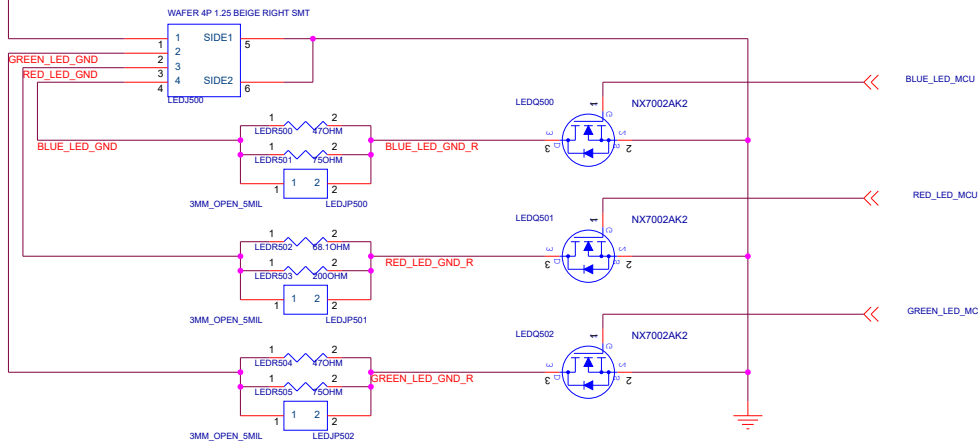 WAFER 4P 1.25 BEIGE RIGHT SMT
1 1 SIDE1 5
GREEN_LED_GND 2 2
RED_LED_GND 3 3
4 4 SIDE2 6
LEDJ500
BLUE_LED_MCU
LEDQ500 1 G NX7002AK2
1 2
LEDR500 47OHM
BLUE_LED_GND BLUE_LED_GND_R 3 D S 2
1 2
LEDR501 75OHM
1 1 2 2
3MM_OPEN_5MIL LEDJP500
RED_LED_MCU
LEDQ501 1 G NX7002AK2
1 2
LEDR502 68.1OHM
RED_LED_GND_R 3 D S 2
1 2
LEDR503 200OHM
1 1 2 2
3MM_OPEN_5MIL LEDJP501
GREEN_LED_MC
LEDQ502 1 G NX7002AK2
1 2
LEDR504 47OHM
GREEN_LED_GND_R 3 D S 2
1 2
LEDR505 75OHM
1 1 2 2
3MM_OPEN_5MIL LEDJP502